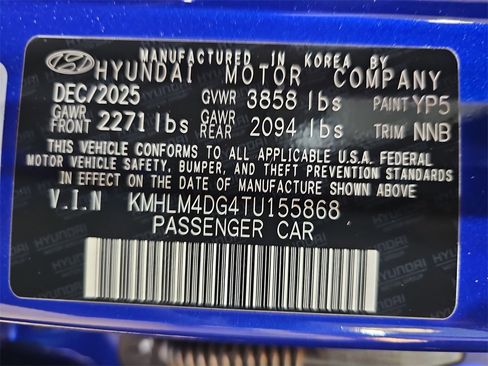 MANUFACTURED IN KOREA BY
HYUNDAI MOTOR COMPANY
DEC/2025 GVWR 3858 lbs PAINT YP5
GAWR FRONT 2271 lbs GAWR REAR 2094 lbs TRIM NNB
THIS VEHICLE CONFORMS TO ALL APPLICABLE U.S.A. FEDERAL
MOTOR VEHICLE SAFETY, BUMPER, AND THEFT PREVENTION STANDARDS
IN EFFECT ON THE DATE OF MANUFACTURE SHOWN ABOVE.
V.I.N KMHLM4DG4TU155868
PASSENGER CAR